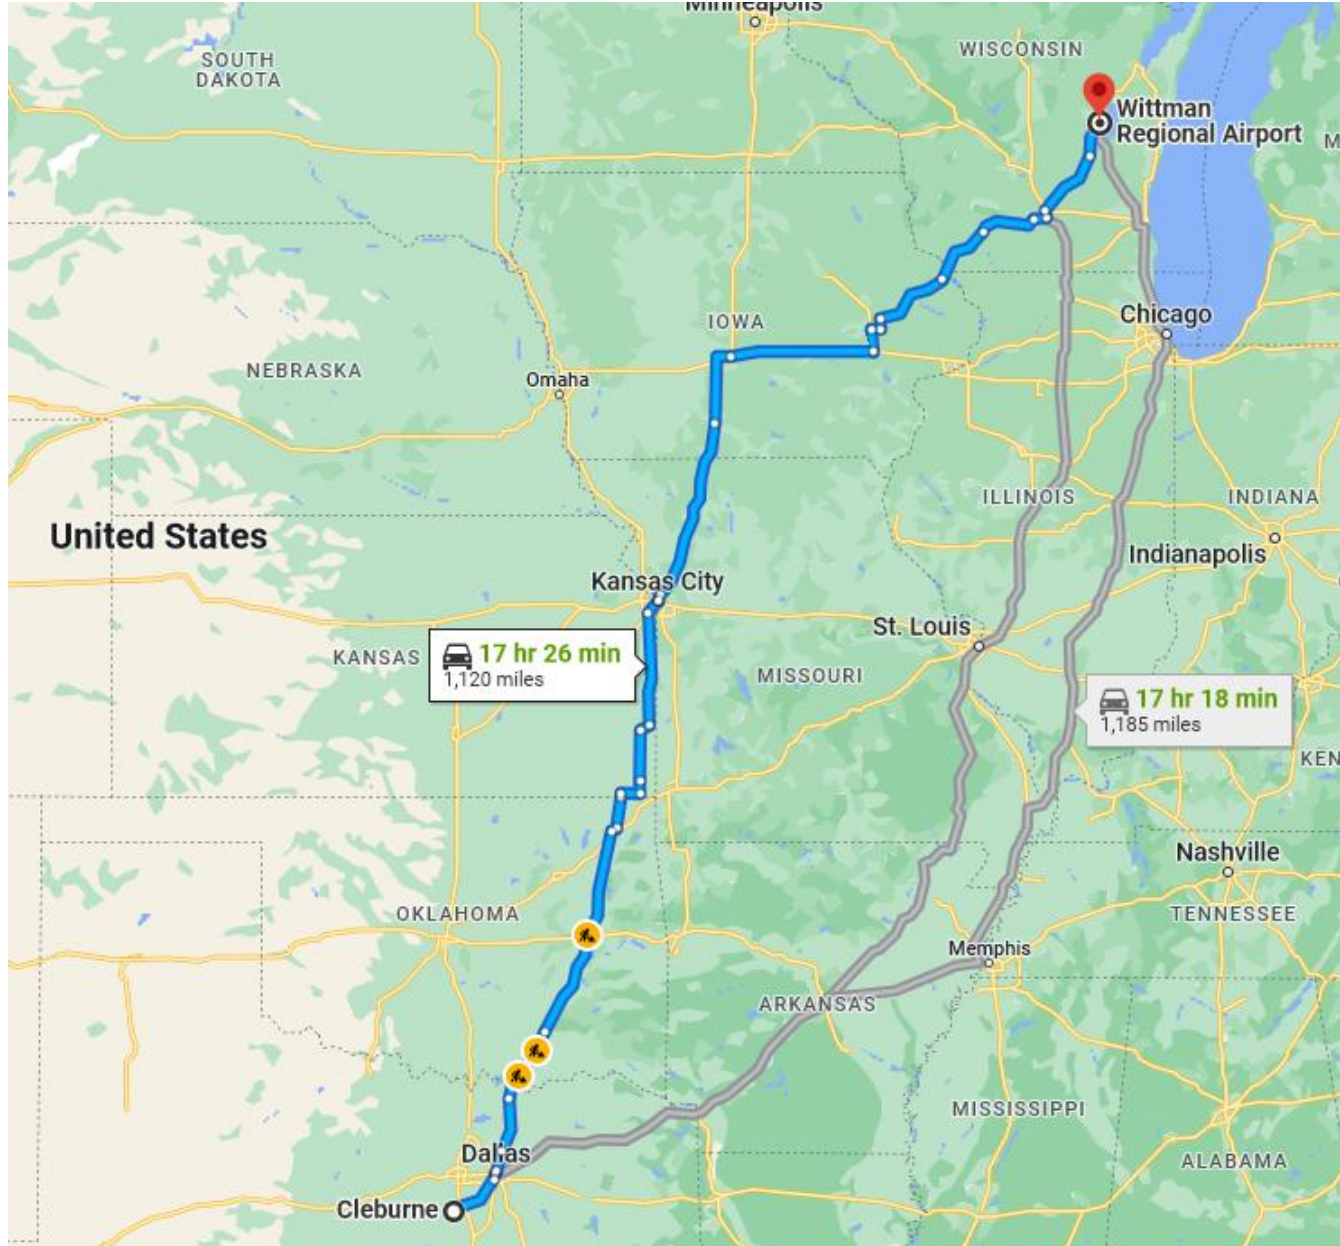 Minneapolis
SOUTH
DAKOTA
WISCONSIN
Wittman
Regional Airport
M
IOWA
Chicago
NEBRASKA
Omaha
ILLINOIS
INDIANA
United States
Indianapolis
Kansas City
St. Louis
KANSAS
17 hr 26 min
1,120 miles
MISSOURI
17 hr 18 min
1,185 miles
KEN
Nashville
OKLAHOMA
TENNESSEE
Memphis
ARKANSAS
MISSISSIPPI
Dallas
ALABAMA
Cleburne